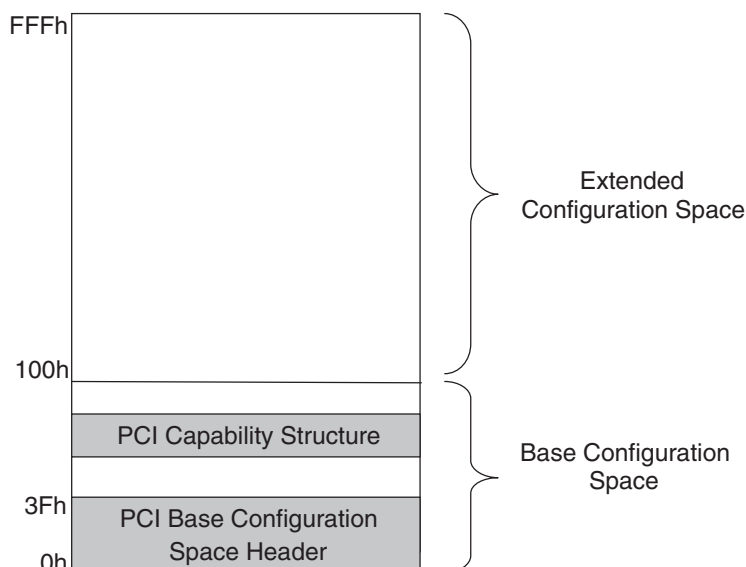 FFFh
Extended
Configuration Space
100h
PCI Capability Structure
Base Configuration
Space
3Fh
PCI Base Configuration
Space Header
0h